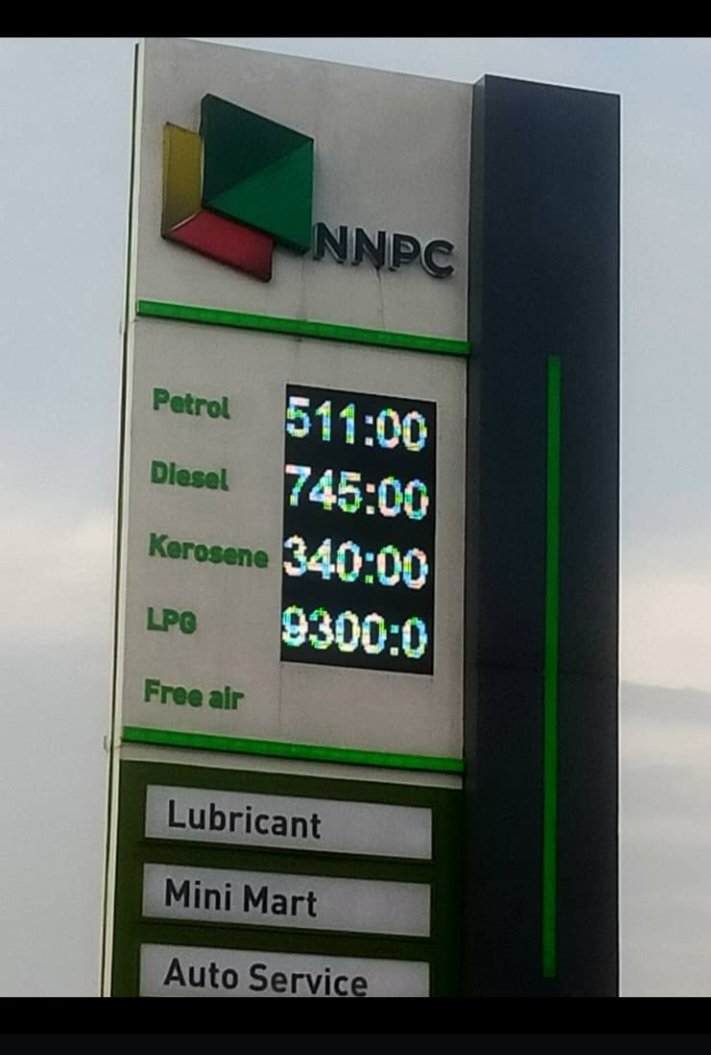 NNPC
Petrol 511:00
Diesel 745:00
Kerosene 340:00
LPG 9300:0
Free air
Lubricant
Mini Mart
Auto Service